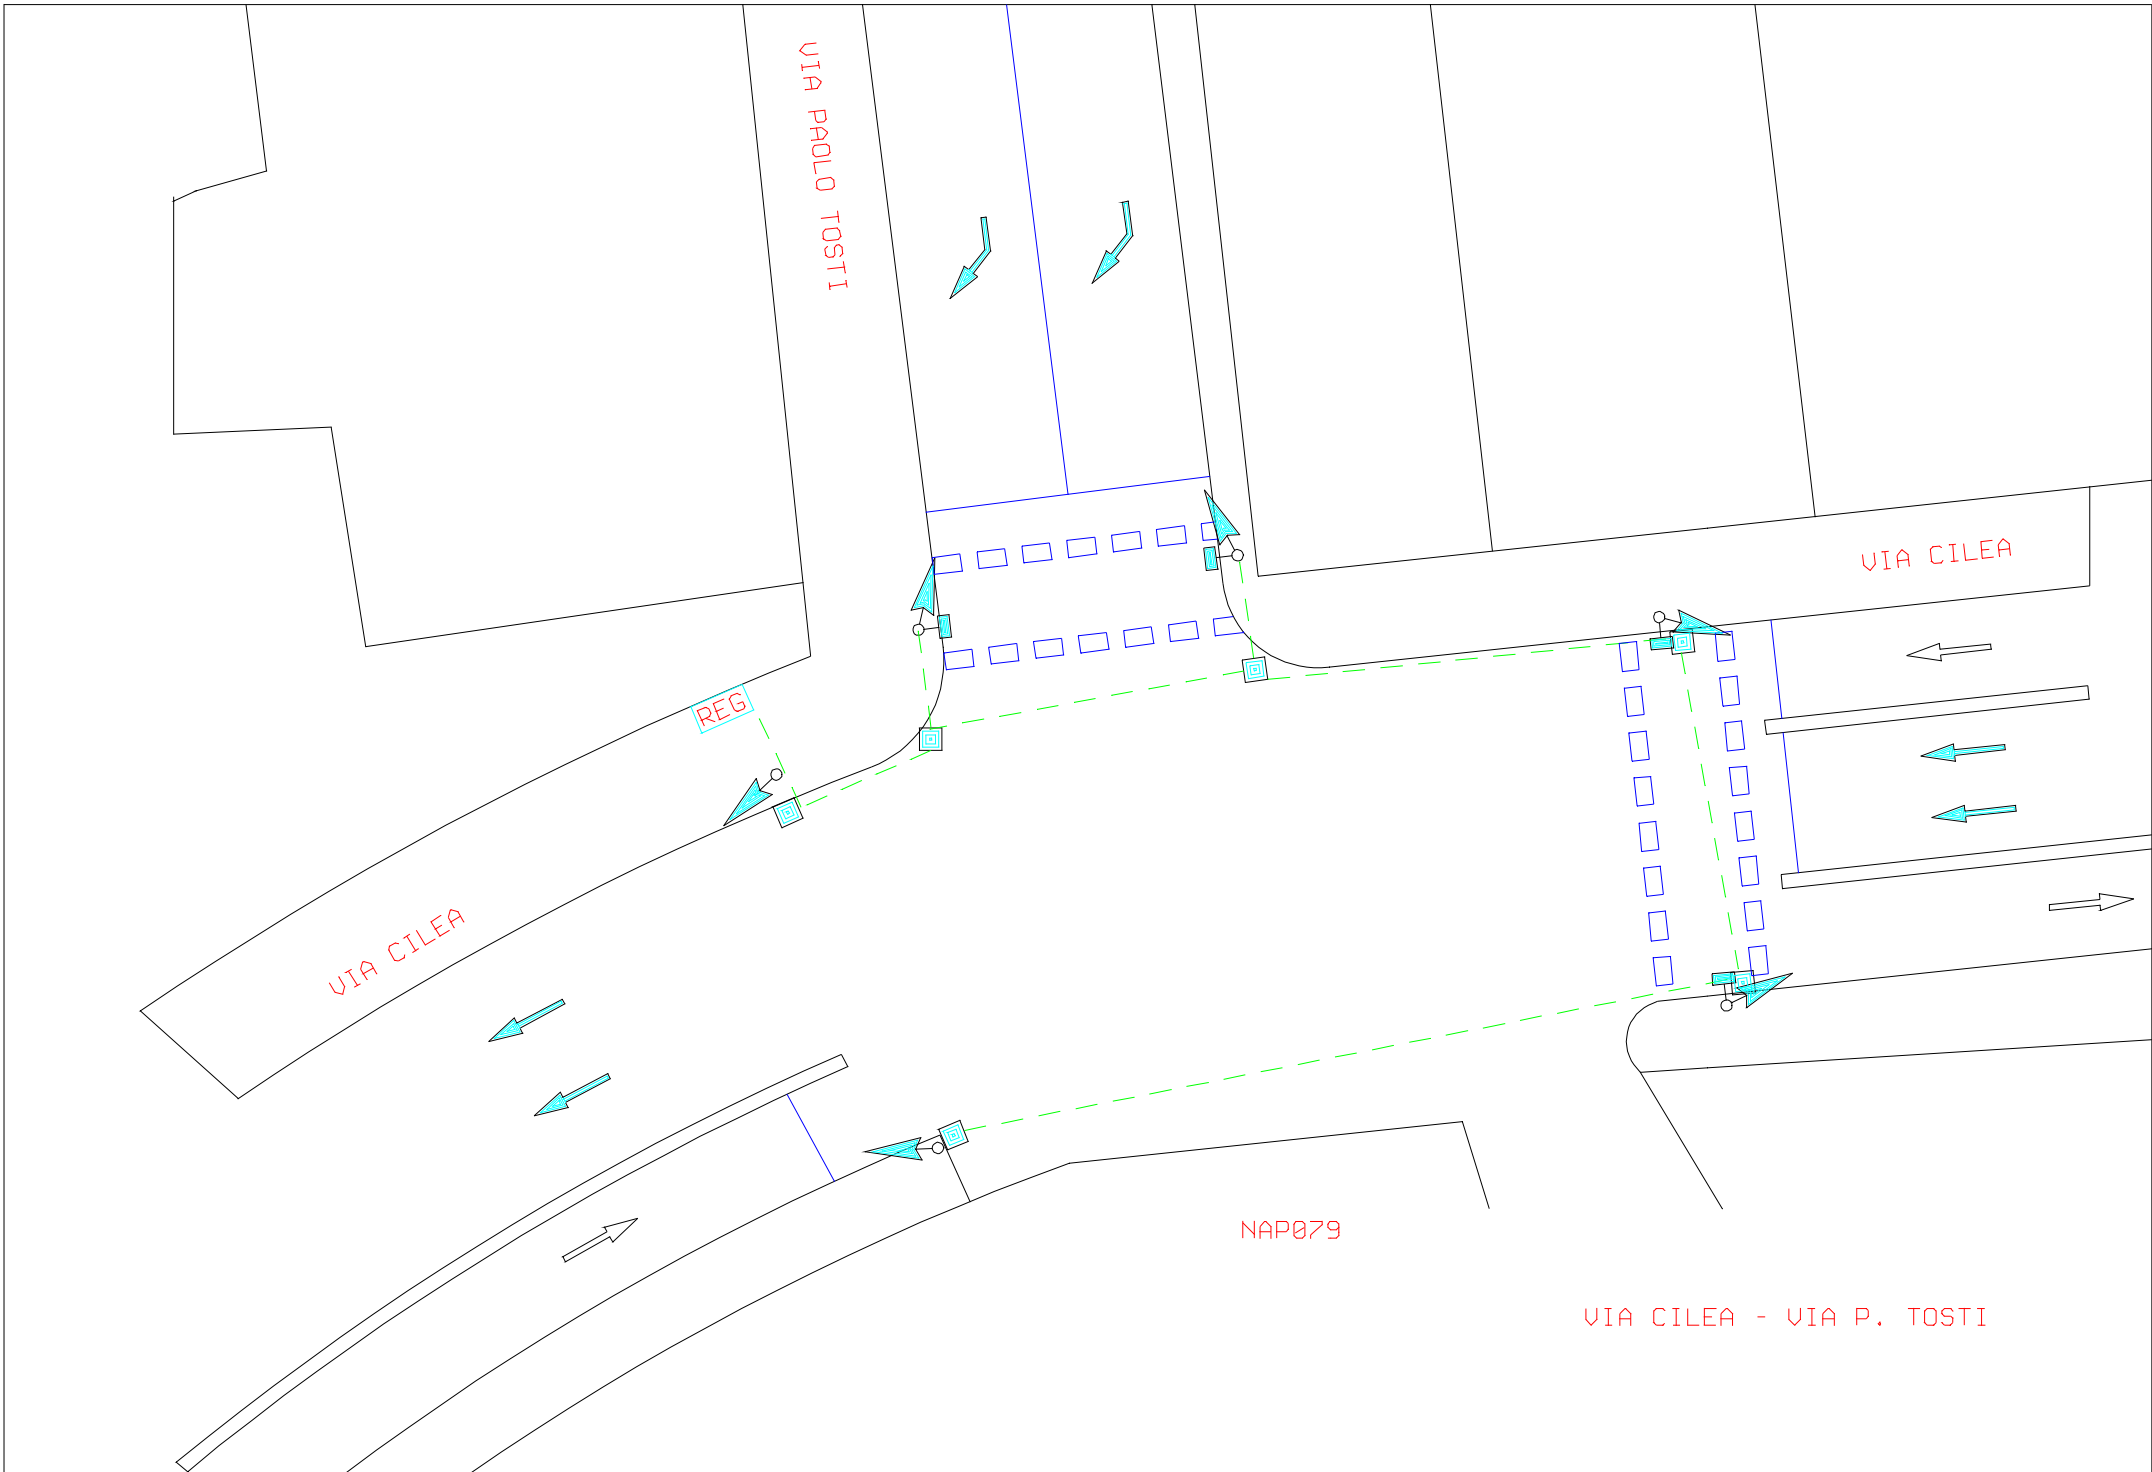 VIA PAOLO TOSTI
VIA CILEA
REG
VIA CILEA
NAP079
VIA CILEA - VIA P. TOSTI